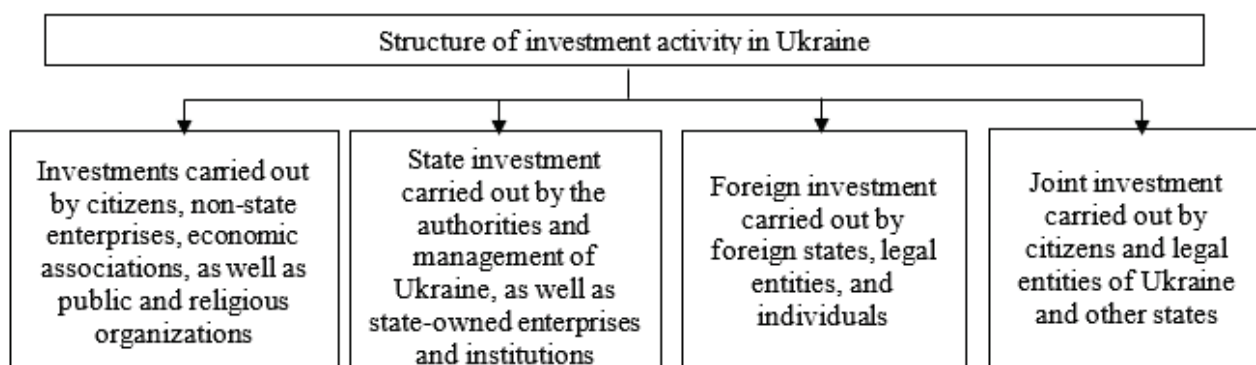 Structure of investment activity in Ukraine
Investments carried out
by citizens, non-state
enterprises, economic
associations, as well as
public and religious
organizations
State investment
carried out by the
authorities and
management of
Ukraine, as well as
state-owned enterprises
and institutions
Foreign investment
carried out by
foreign states, legal
entities, and
individuals
Joint investment
carried out by
citizens and legal
entities of Ukraine
and other states